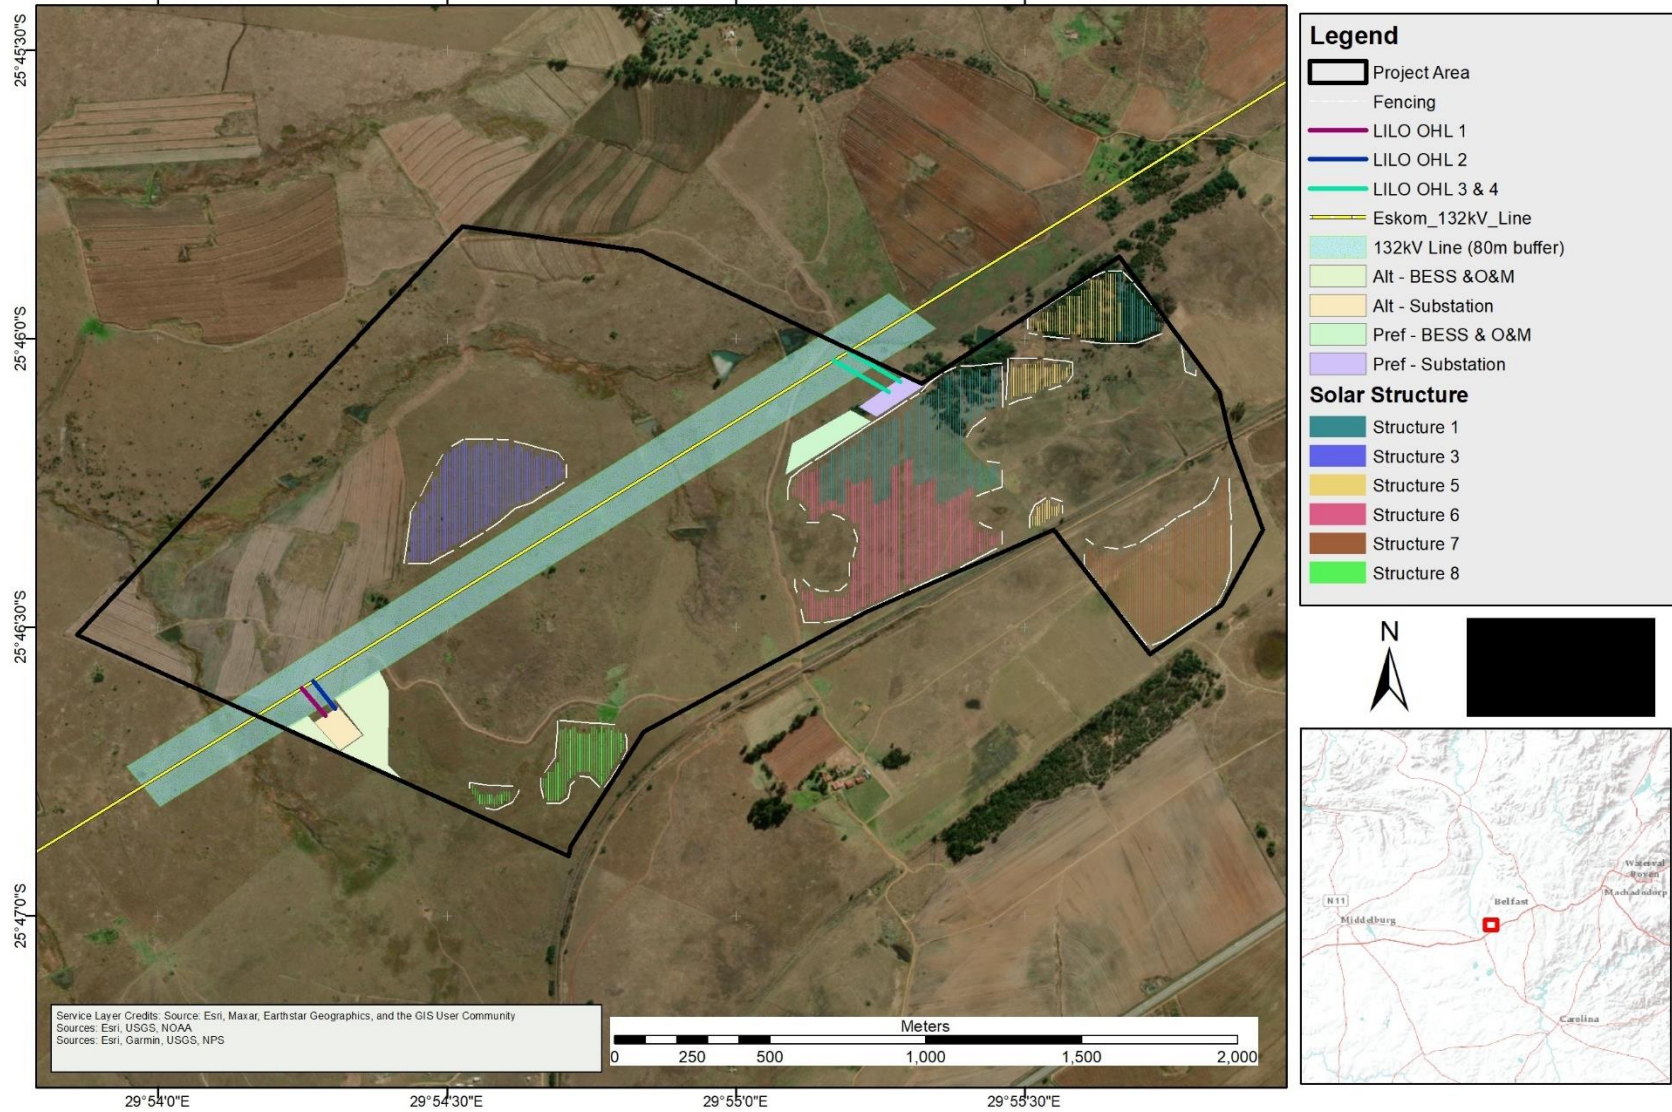 25°45'30"S
25°46'0"S
25°46'30"S
25°47'0"S
29°54'0"E
29°54'30"E
29°55'0"E
29°55'30"E
Service Layer Credits: Source: Esri, Maxar, Earthstar Geographics, and the GIS User Community
Sources: Esri, USGS, NOAA
Sources: Esri, Garmin, USGS, NPS
Meters
0 250 500 1,000 1,500 2,000
Legend
Project Area
Fencing
LILO OHL 1
LILO OHL 2
LILO OHL 3 & 4
Eskom_132kV_Line
132kV Line (80m buffer)
Alt - BESS &O&M
Alt - Substation
Pref - BESS & O&M
Pref - Substation
Solar Structure
Structure 1
Structure 3
Structure 5
Structure 6
Structure 7
Structure 8
N
Waterval
Boven
Machadodorp
Belfast
N11
Middelburg
Carolina